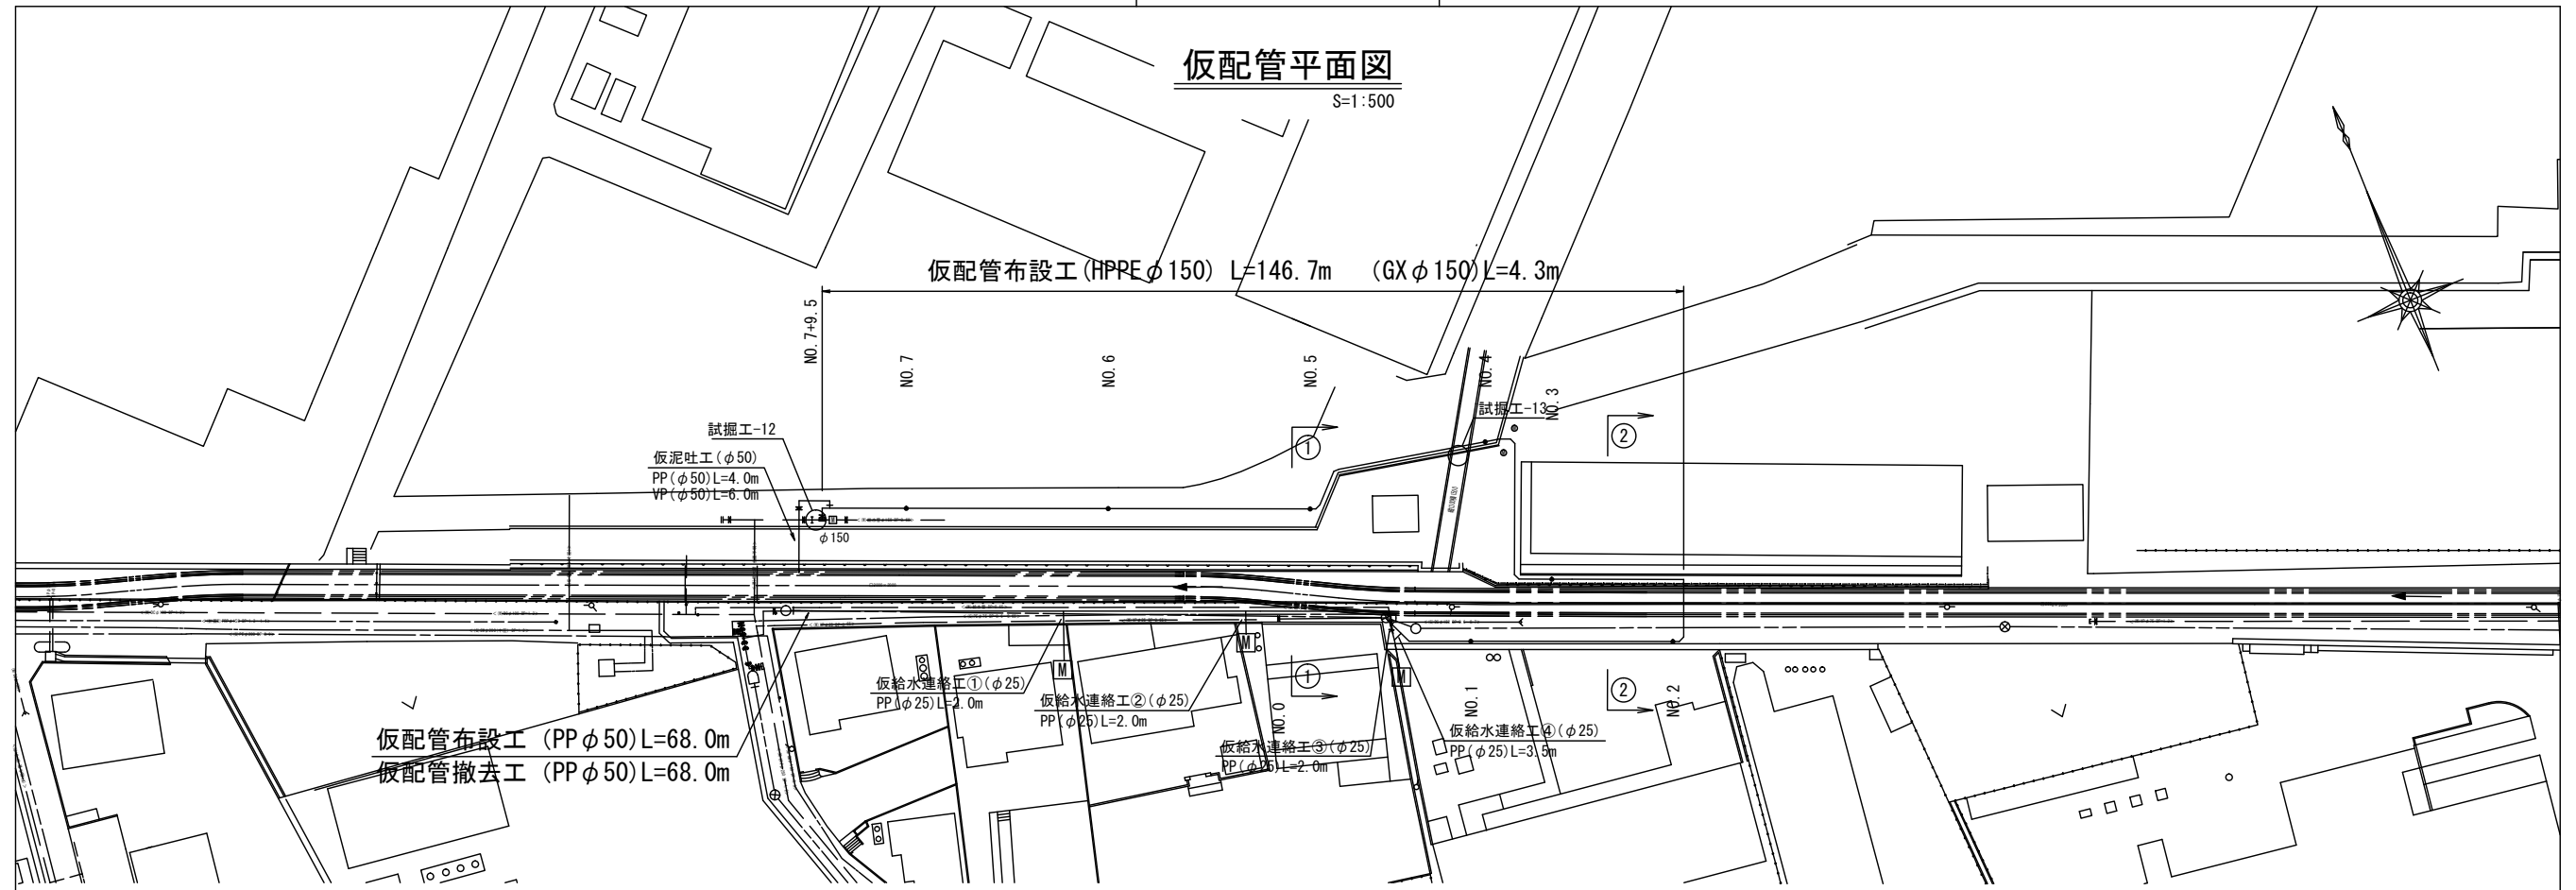 仮配管平面図
S=1:500
仮配管布設工(HPPEφ150) L=146.7m (GXφ150)L=4.3m
NO.7+9.5
NO.7
NO.6
NO.5
NO.4
NO.3
試掘工-13
①
②
試掘工-12
仮泥吐工(φ50)
PP(φ50)L=4.0m
VP(φ50)L=6.0m
φ150
M
M
M
①
②
NO.0
NO.1
NO.2
仮給水連絡工①(φ25)
PP(φ25)L=2.0m
仮給水連絡工②(φ25)
PP(φ25)L=2.0m
仮給水連絡工③(φ25)
PP(φ25)L=2.0m
仮給水連絡工④(φ25)
PP(φ25)L=3.5m
仮配管布設工 (PPφ50)L=68.0m
仮配管撤去工 (PPφ50)L=68.0m